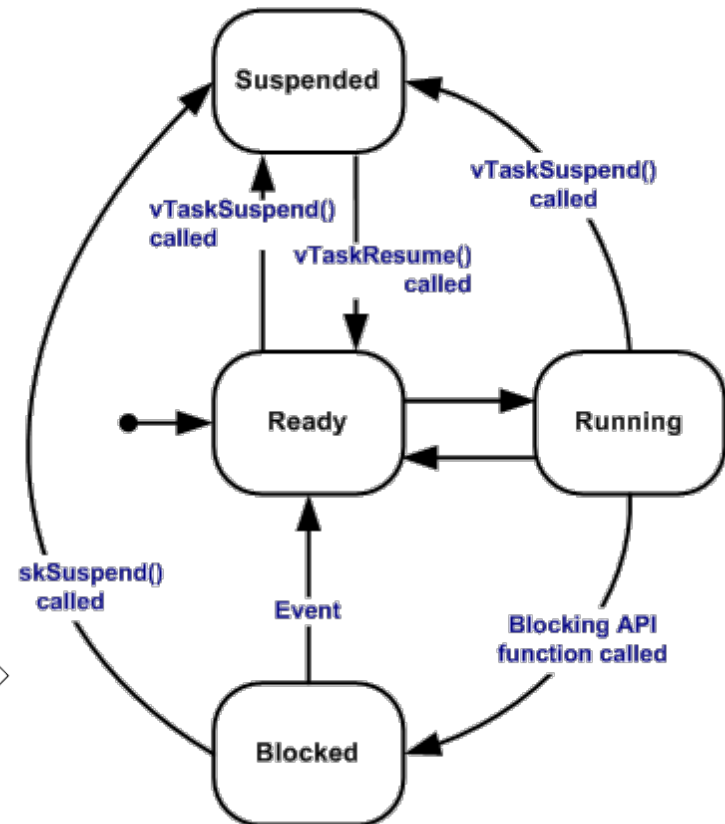 Suspended
vTaskSuspend()
called
vTaskSuspend()
called
vTaskResume()
called
Ready
Running
skSuspend()
called
Event
Blocking API
function called
Blocked